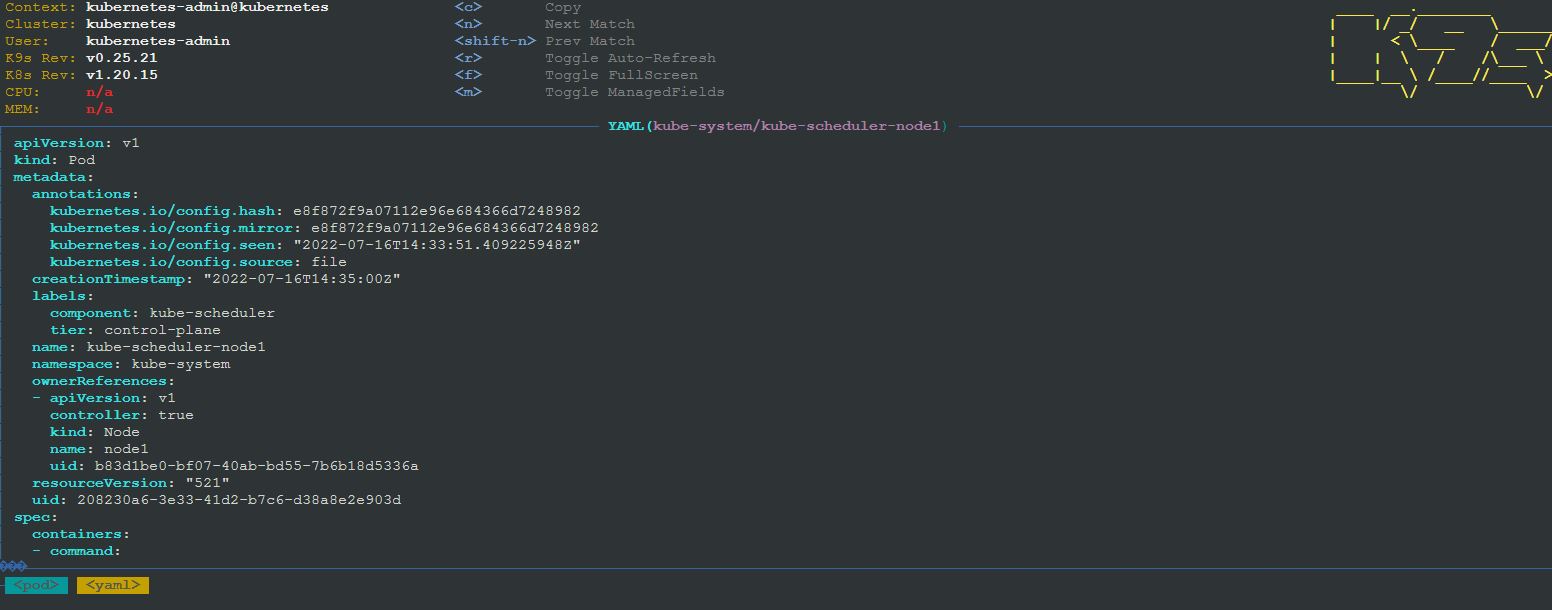 Context: kubernetes-admin@kubernetes <c> Copy
Cluster: kubernetes <n> Next Match
User: kubernetes-admin <shift-n> Prev Match
K9s Rev: v0.25.21 <r> Toggle Auto-Refresh
K8s Rev: v1.20.15 <f> Toggle FullScreen
CPU: n/a <m> Toggle ManagedFields
MEM: n/a
YAML(kube-system/kube-scheduler-node1)
apiVersion: v1
kind: Pod
metadata:
  annotations:
    kubernetes.io/config.hash: e8f872f9a07112e96e684366d7248982
    kubernetes.io/config.mirror: e8f872f9a07112e96e684366d7248982
    kubernetes.io/config.seen: "2022-07-16T14:33:51.409225948Z"
    kubernetes.io/config.source: file
  creationTimestamp: "2022-07-16T14:35:00Z"
  labels:
    component: kube-scheduler
    tier: control-plane
  name: kube-scheduler-node1
  namespace: kube-system
  ownerReferences:
  - apiVersion: v1
    controller: true
    kind: Node
    name: node1
    uid: b83d1be0-bf07-40ab-bd55-7b6b18d5336a
  resourceVersion: "521"
  uid: 208230a6-3e33-41d2-b7c6-d38a8e2e903d
spec:
  containers:
  - command:
<pod> <yaml>